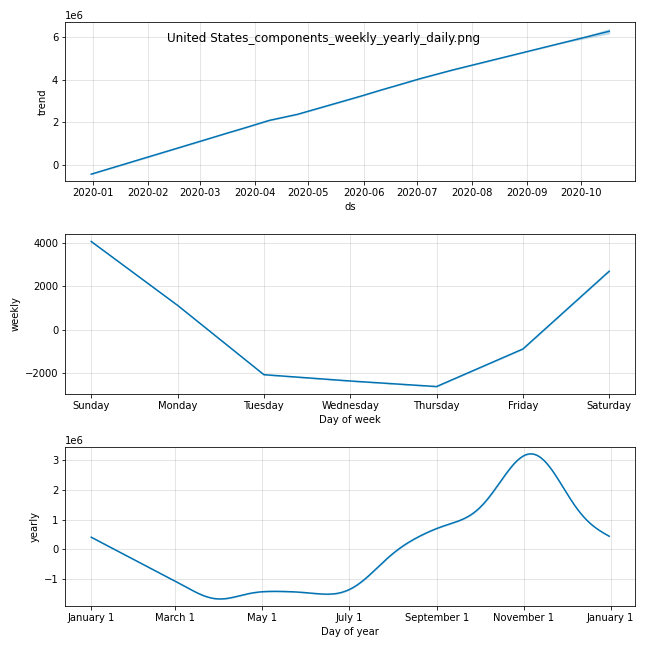 1e6
United States_components_weekly_yearly_daily.png
6
4
2
0
trend
2020-01 2020-02 2020-03 2020-04 2020-05 2020-06 2020-07 2020-08 2020-09 2020-10
ds
4000
2000
0
−2000
weekly
Sunday Monday Tuesday Wednesday Thursday Friday Saturday
Day of week
1e6
3
2
1
0
−1
yearly
January 1 March 1 May 1 July 1 September 1 November 1 January 1
Day of year